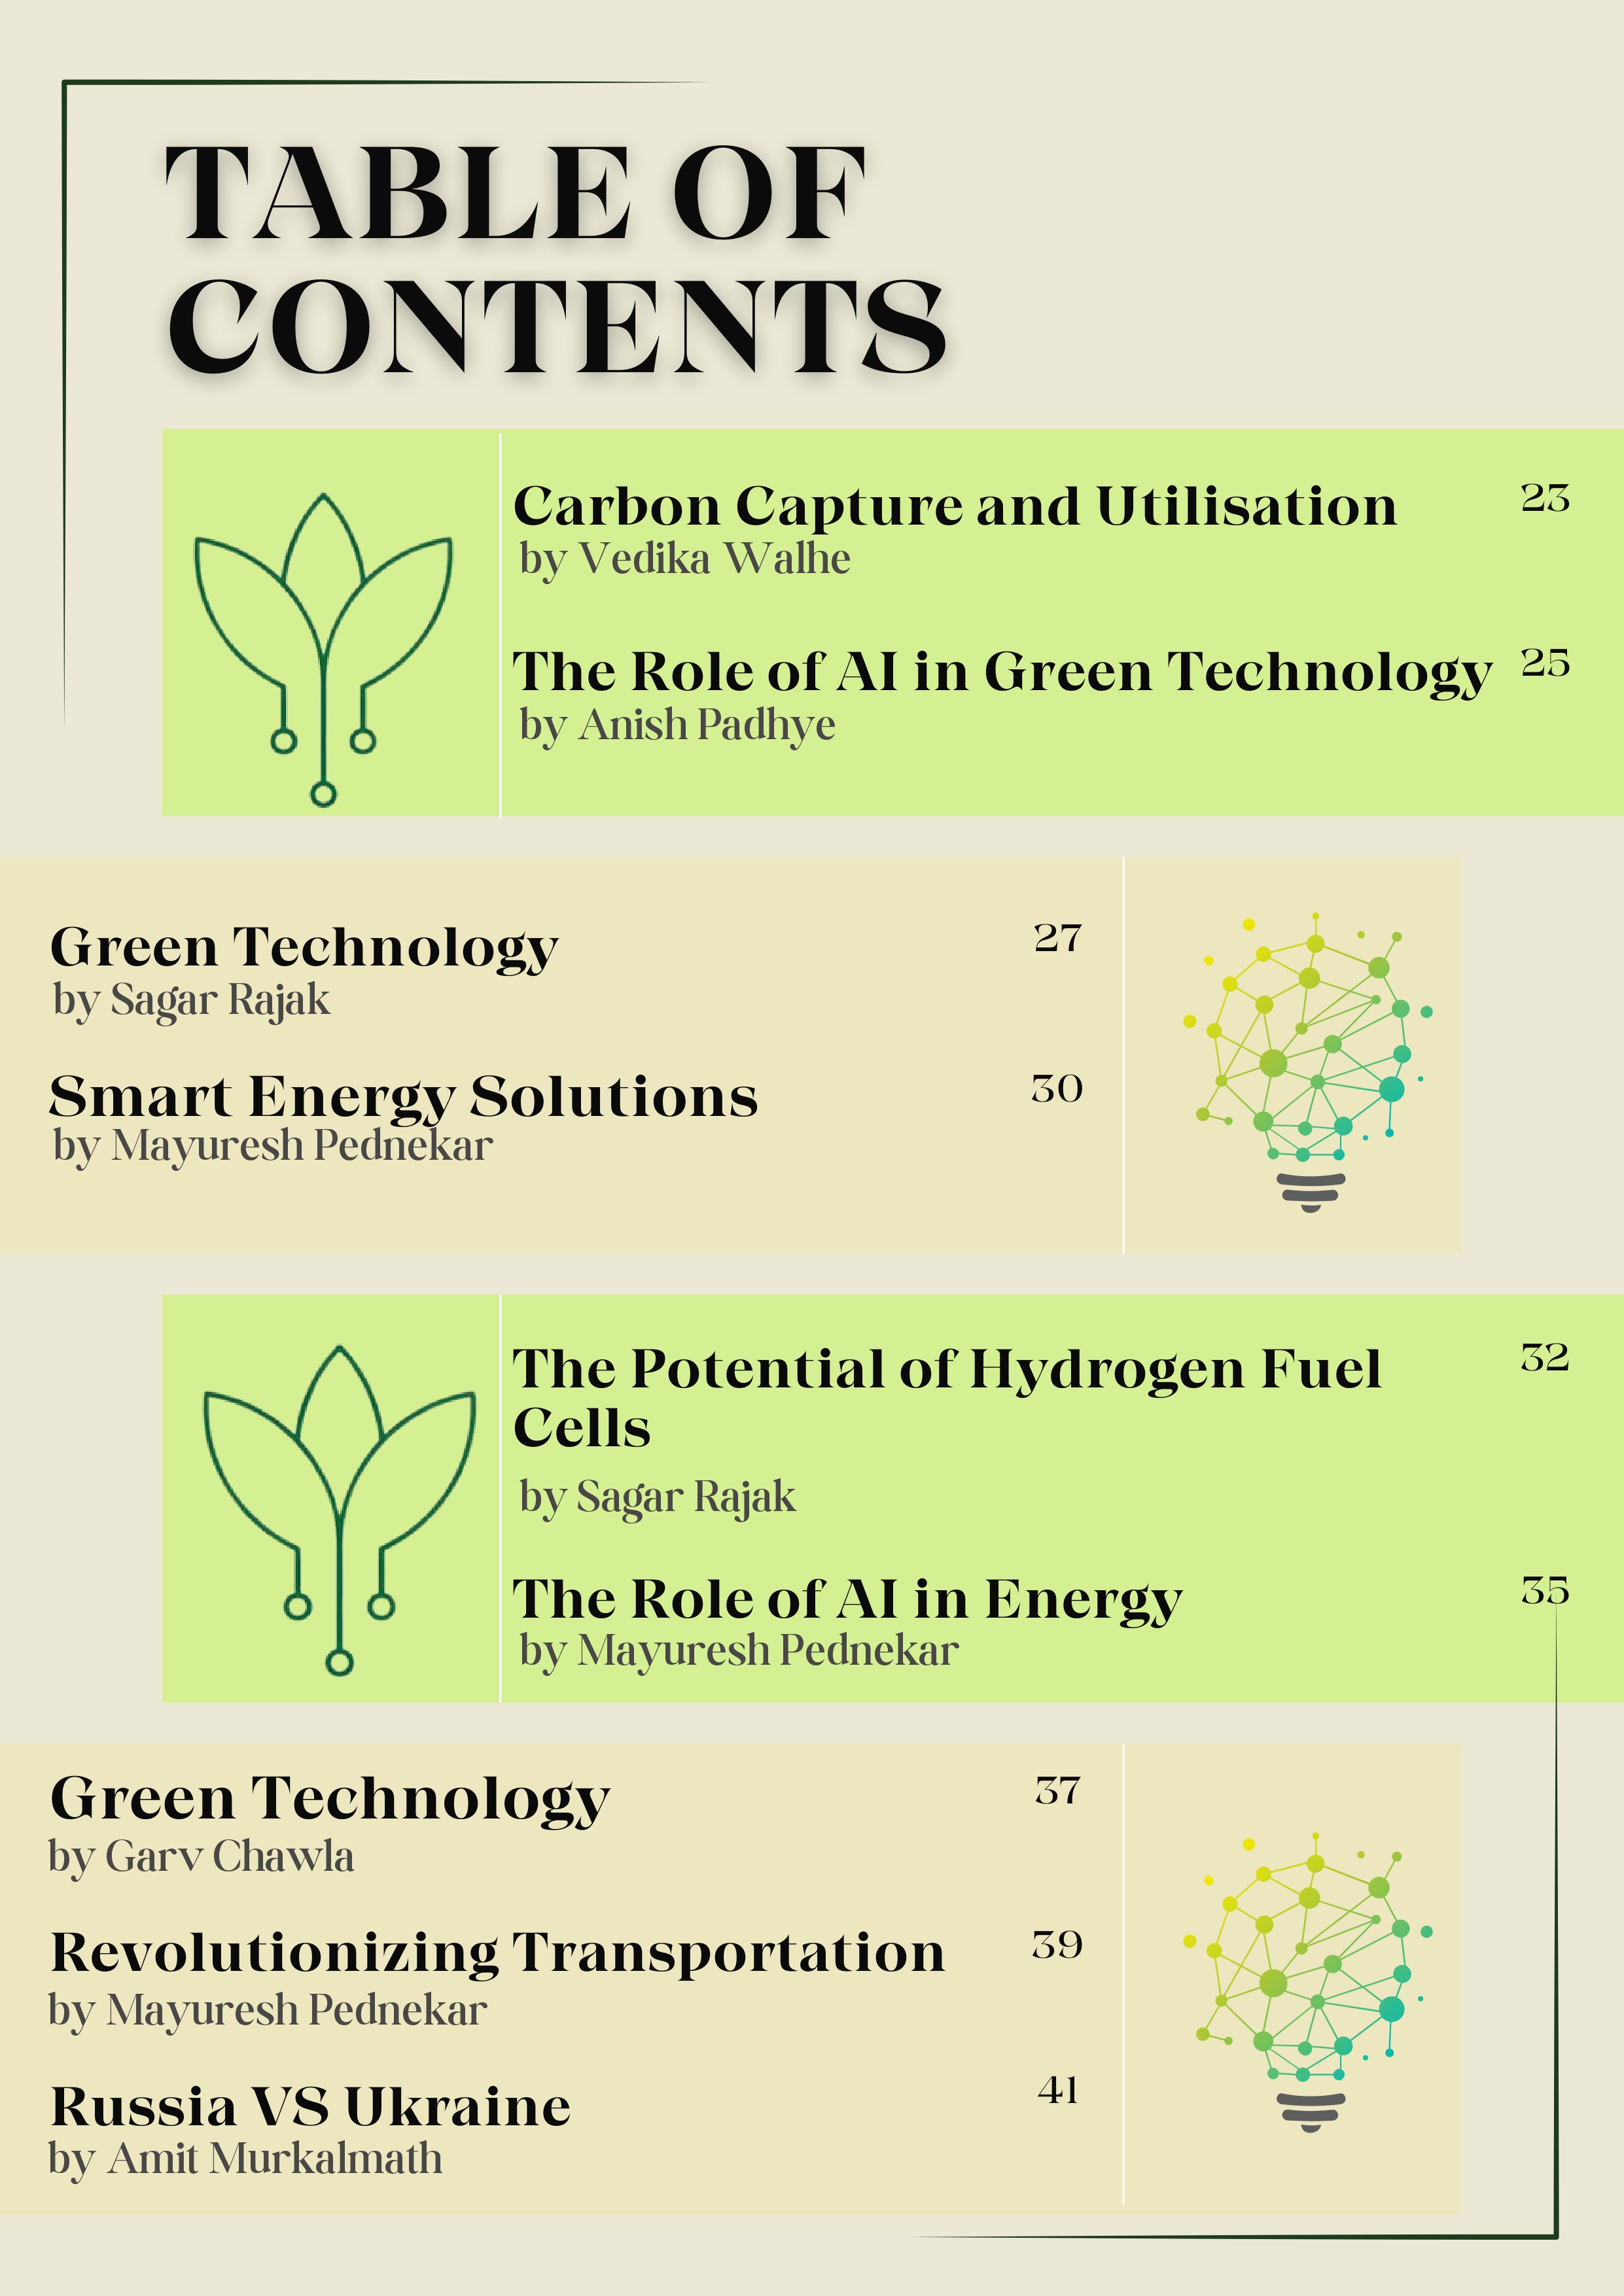 TABLE OF
CONTENTS
Carbon Capture and Utilisation 23
by Vedika Walhe
The Role of AI in Green Technology 25
by Anish Padhye
Green Technology 27
by Sagar Rajak
Smart Energy Solutions 30
by Mayuresh Pednekar
The Potential of Hydrogen Fuel 32
Cells
by Sagar Rajak
The Role of AI in Energy 35
by Mayuresh Pednekar
Green Technology 37
by Garv Chawla
Revolutionizing Transportation 39
by Mayuresh Pednekar
Russia VS Ukraine 41
by Amit Murkalmath